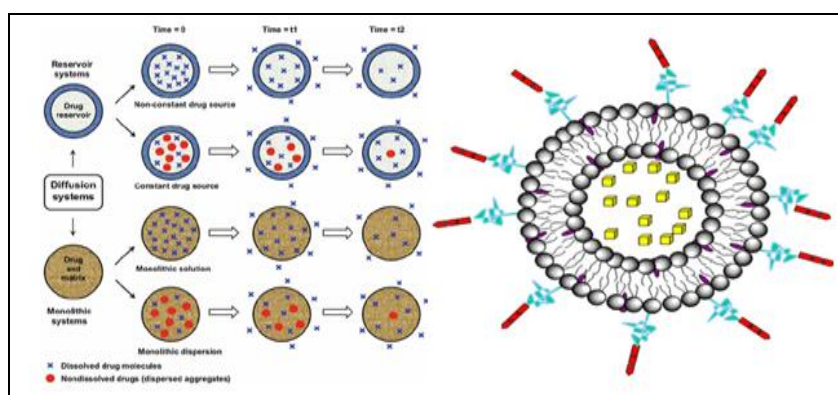 Time = 0
Time = t1
Time = t2
Reservoir systems
Drug
reservoir
Non-constant drug source
Constant drug source
Diffusion
systems
Drug
and matrix
Monolithic systems
Monolithic solution
Monolithic dispersion
Dissolved drug molecules
Nondissolved drugs (dispersed aggregates)